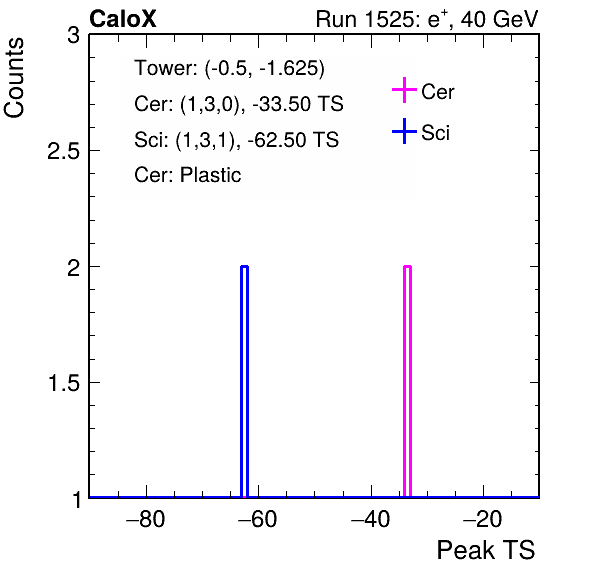 CaloX Run 1525: e⁺, 40 GeV
Counts
Tower: (-0.5, -1.625)
Cer: (1,3,0), -33.50 TS
Sci: (1,3,1), -62.50 TS
Cer: Plastic
Cer
Sci
3
2.5
2
1.5
1
−80 −60 −40 −20
Peak TS